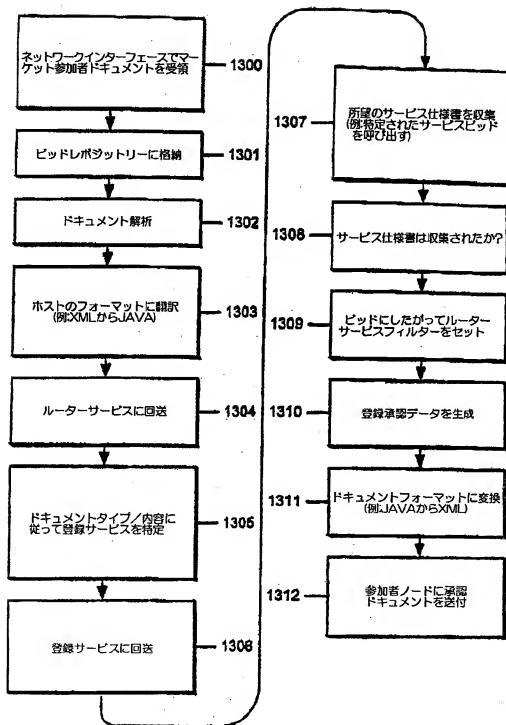 ネットワークインターフェースでマー
ケット参加者ドキュメントを受領
1300
ビッドレポジットリーに格納
1301
ドキュメント解析
1302
ホストのフォーマットに翻訳
(例:XMLからJAVA)
1303
ルーターサービスに回送
1304
ドキュメントタイプ/内容に
従って登録サービスを特定
1305
登録サービスに回送
1306
所望のサービス仕様書を収集
(例:特定されたサービスビッド
を呼び出す)
1307
サービス仕様書は収集されたか?
1308
ビッドにしたがってルーター
サービスフィルターをセット
1309
登録承認データを生成
1310
ドキュメントフォーマットに変換
(例:JAVAからXML)
1311
参加者ノードに承認
ドキュメントを送付
1312